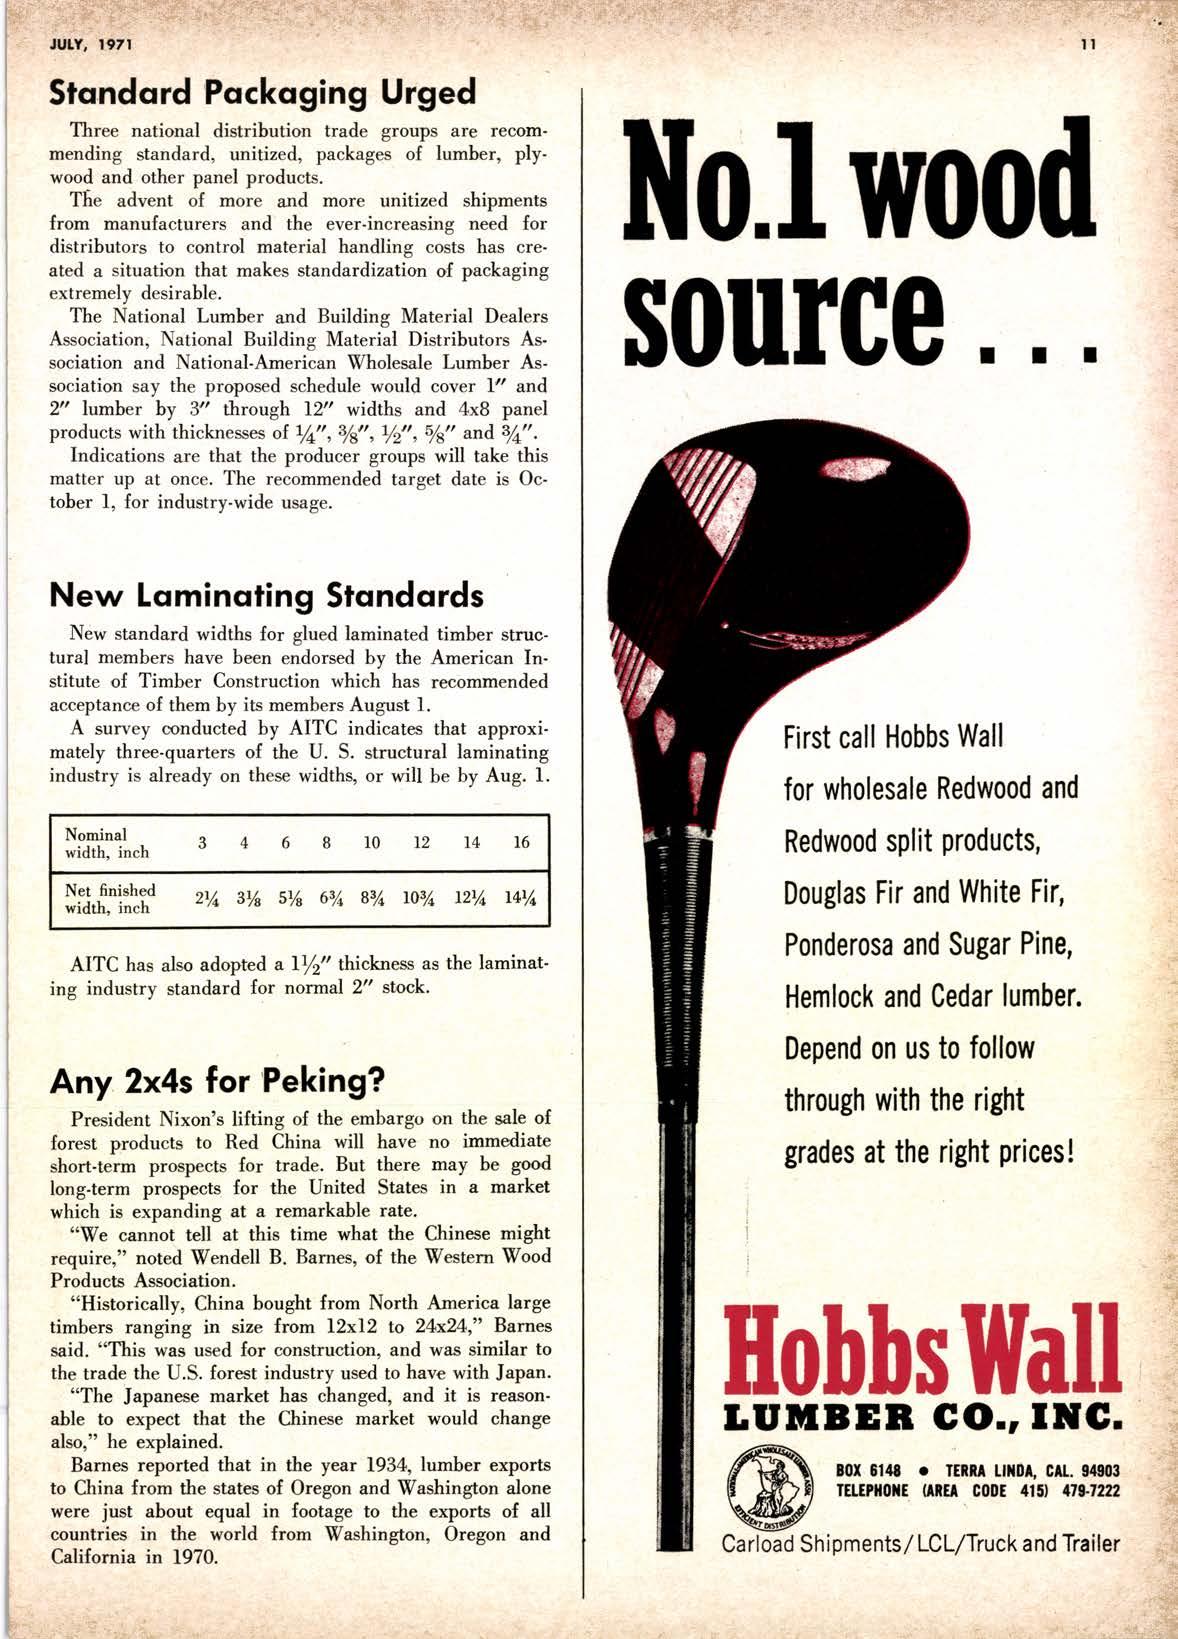 JULY, 1971
11
Standard Packaging Urged
Three national distribution trade groups are recom-
mending standard, unitized, packages of lumber, ply-
wood and other panel products.
The advent of more and more unitized shipments
from manufacturers and the ever-increasing need for
distributors to control material handling costs has cre-
ated a situation that makes standardization of packaging
extremely desirable.
The National Lumber and Building Material Dealers
Association, National Building Material Distributors As-
sociation and National-American Wholesale Lumber As-
sociation say the proposed schedule would cover 1″ and
2″ lumber by 3″ through 12″ widths and 4x8 panel
products with thicknesses of ¼″, ⅜″, ½″, ⅝″ and ¾″.
Indications are that the producer groups will take this
matter up at once. The recommended target date is Oc-
tober 1, for industry-wide usage.
New Laminating Standards
New standard widths for glued laminated timber struc-
tural members have been endorsed by the American In-
stitute of Timber Construction which has recommended
acceptance of them by its members August 1.
A survey conducted by AITC indicates that approxi-
mately three-quarters of the U. S. structural laminating
industry is already on these widths, or will be by Aug. 1.
Nominal
width, inch 3 4 6 8 10 12 14 16
Net finished
width, inch 2¼ 3⅛ 5⅛ 6¾ 8¾ 10¾ 12¼ 14¼
AITC has also adopted a 1½″ thickness as the laminat-
ing industry standard for normal 2″ stock.
Any 2x4s for Peking?
President Nixon's lifting of the embargo on the sale of
forest products to Red China will have no immediate
short-term prospects for trade. But there may be good
long-term prospects for the United States in a market
which is expanding at a remarkable rate.
"We cannot tell at this time what the Chinese might
require," noted Wendell B. Barnes, of the Western Wood
Products Association.
"Historically, China bought from North America large
timbers ranging in size from 12x12 to 24x24," Barnes
said. "This was used for construction, and was similar to
the trade the U.S. forest industry used to have with Japan.
"The Japanese market has changed, and it is reason-
able to expect that the Chinese market would change
also," he explained.
Barnes reported that in the year 1934, lumber exports
to China from the states of Oregon and Washington alone
were just about equal in footage to the exports of all
countries in the world from Washington, Oregon and
California in 1970.
No.1 wood
source . . .
First call Hobbs Wall
for wholesale Redwood and
Redwood split products,
Douglas Fir and White Fir,
Ponderosa and Sugar Pine,
Hemlock and Cedar lumber.
Depend on us to follow
through with the right
grades at the right prices!
Hobbs Wall
LUMBER CO., INC.
NATIONAL-AMERICAN WHOLESALE LUMBER ASSN.
EFFICIENT DISTRIBUTION
BOX 6148 • TERRA LINDA, CAL. 94903
TELEPHONE (AREA CODE 415) 479-7222
Carload Shipments/LCL/Truck and Trailer